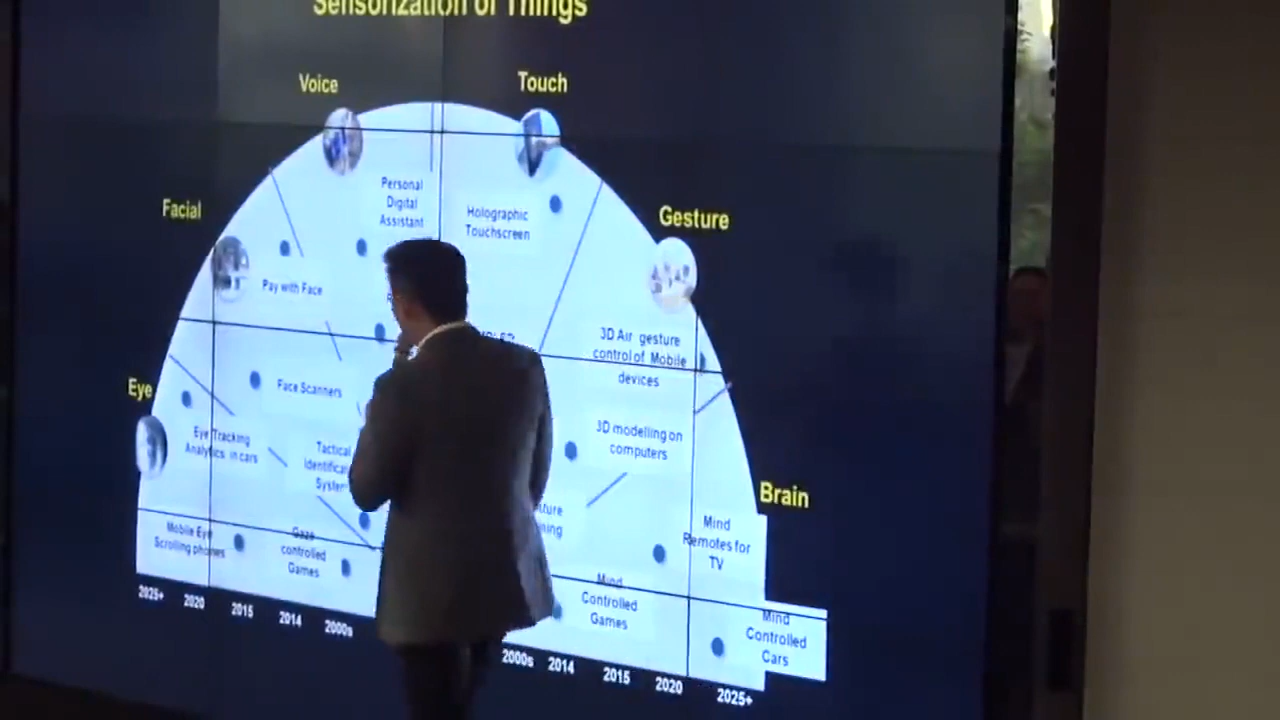 Sensorization of Things
Voice
Touch
Personal
Digital
Assistant
Holographic
Touchscreen
Facial
Gesture
Pay with Face
3D Air gesture
control of Mobile
devices
Face Scanners
Eye
Eye Tracking
Analytics in cars
Tactical
3D modelling on
computers
Brain
Mobile Eye
Scrolling phones
Gaze
controlled
Games
Mind
Remotes for
TV
Mind
Controlled
Games
Mind
Controlled
Cars
2025+ 2020 2015 2014 2000s
2000s 2014 2015 2020 2025+